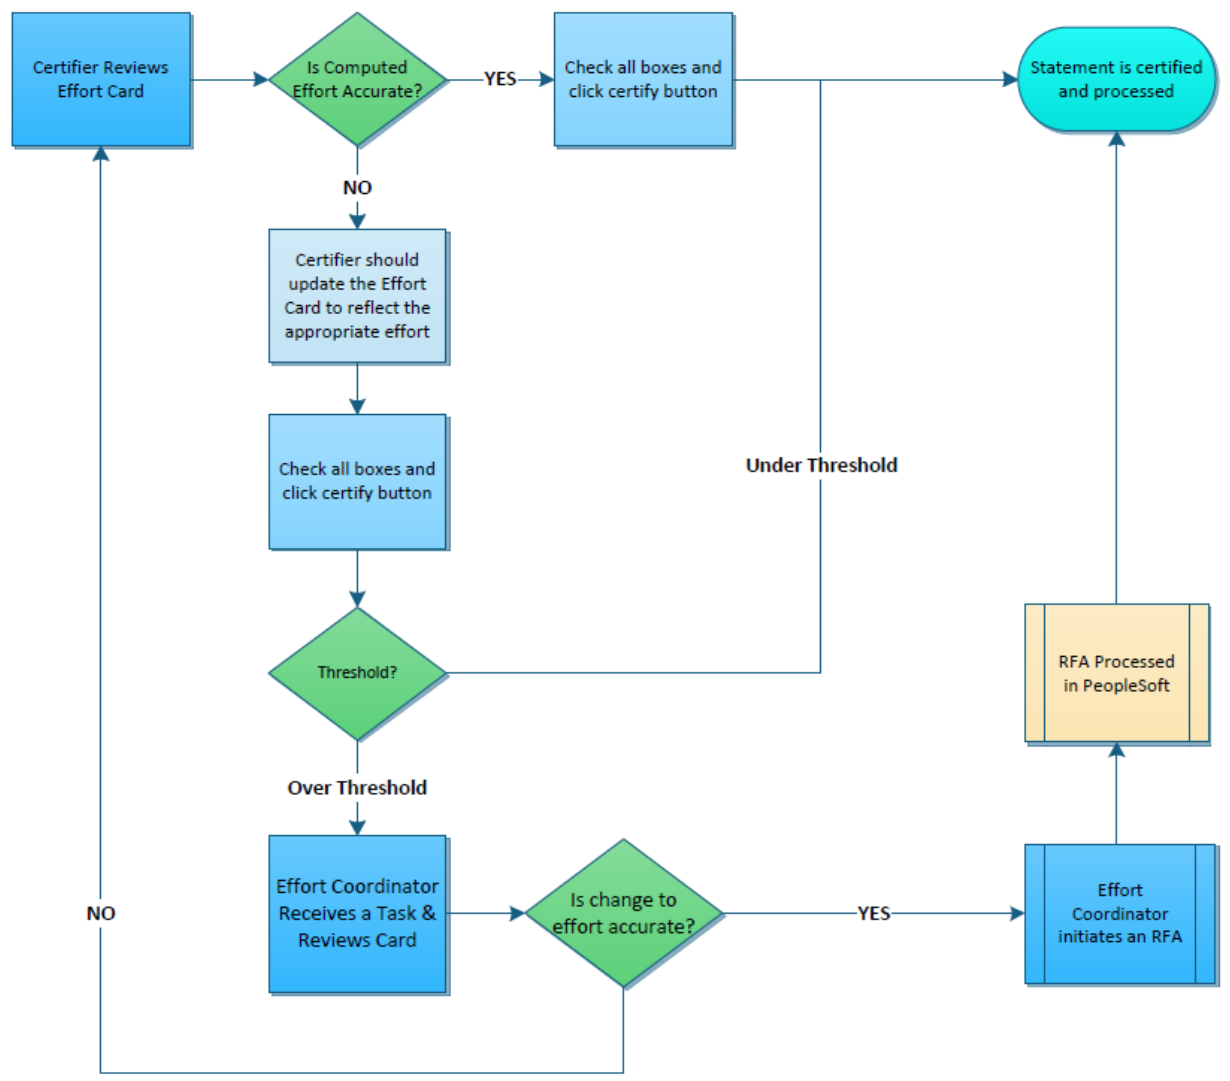 Certifier Reviews
Effort Card
Is Computed
Effort Accurate?
YES
Check all boxes and
click certify button
Statement is certified
and processed
NO
Certifier should
update the Effort
Card to reflect the
appropriate effort
Check all boxes and
click certify button
Under Threshold
Threshold?
RFA Processed
in PeopleSoft
Over Threshold
Effort Coordinator
Receives a Task &
Reviews Card
Is change to
effort accurate?
YES
Effort
Coordinator
initiates an RFA
NO